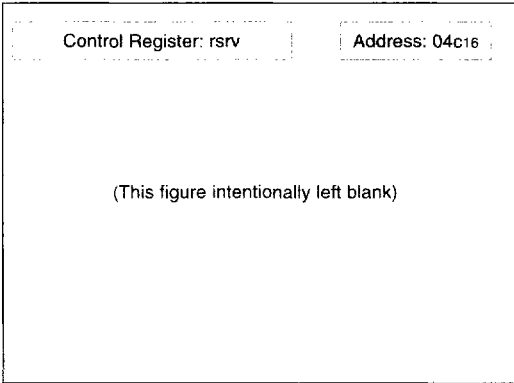 Control Register: rsrv
Address: 04c16
(This figure intentionally left blank)